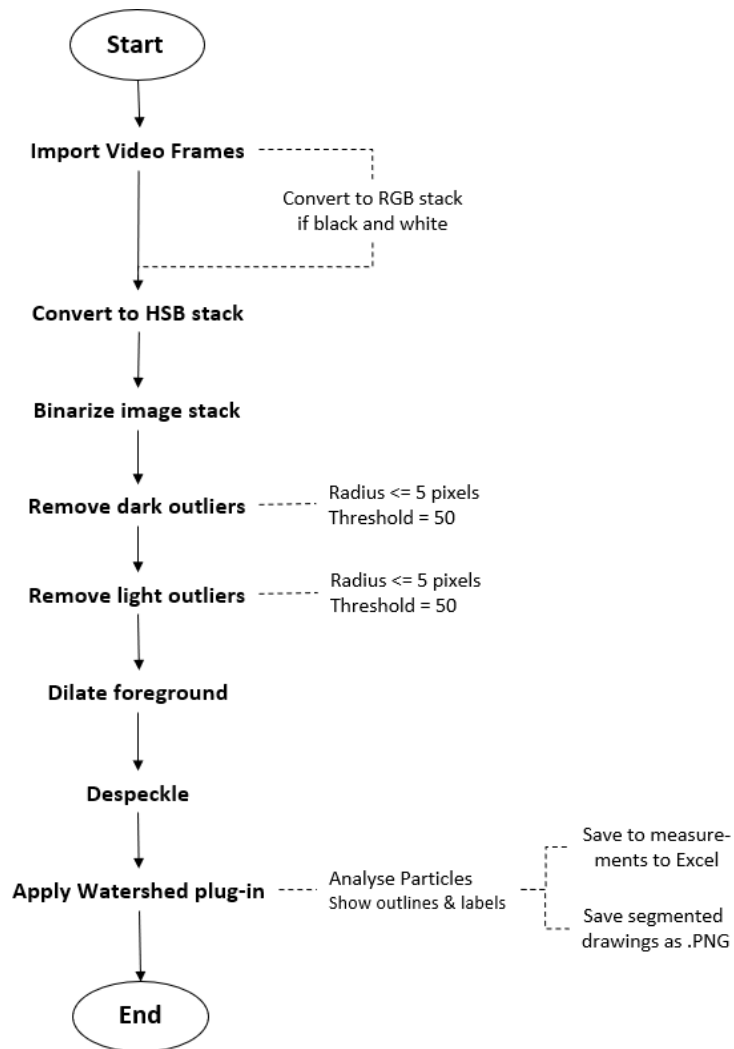 Start
Import Video Frames
Convert to RGB stack
if black and white
Convert to HSB stack
Binarize image stack
Remove dark outliers
Radius <= 5 pixels
Threshold = 50
Remove light outliers
Radius <= 5 pixels
Threshold = 50
Dilate foreground
Despeckle
Apply Watershed plug-in
Analyse Particles
Show outlines & labels
Save to measure-
ments to Excel
Save segmented
drawings as .PNG
End